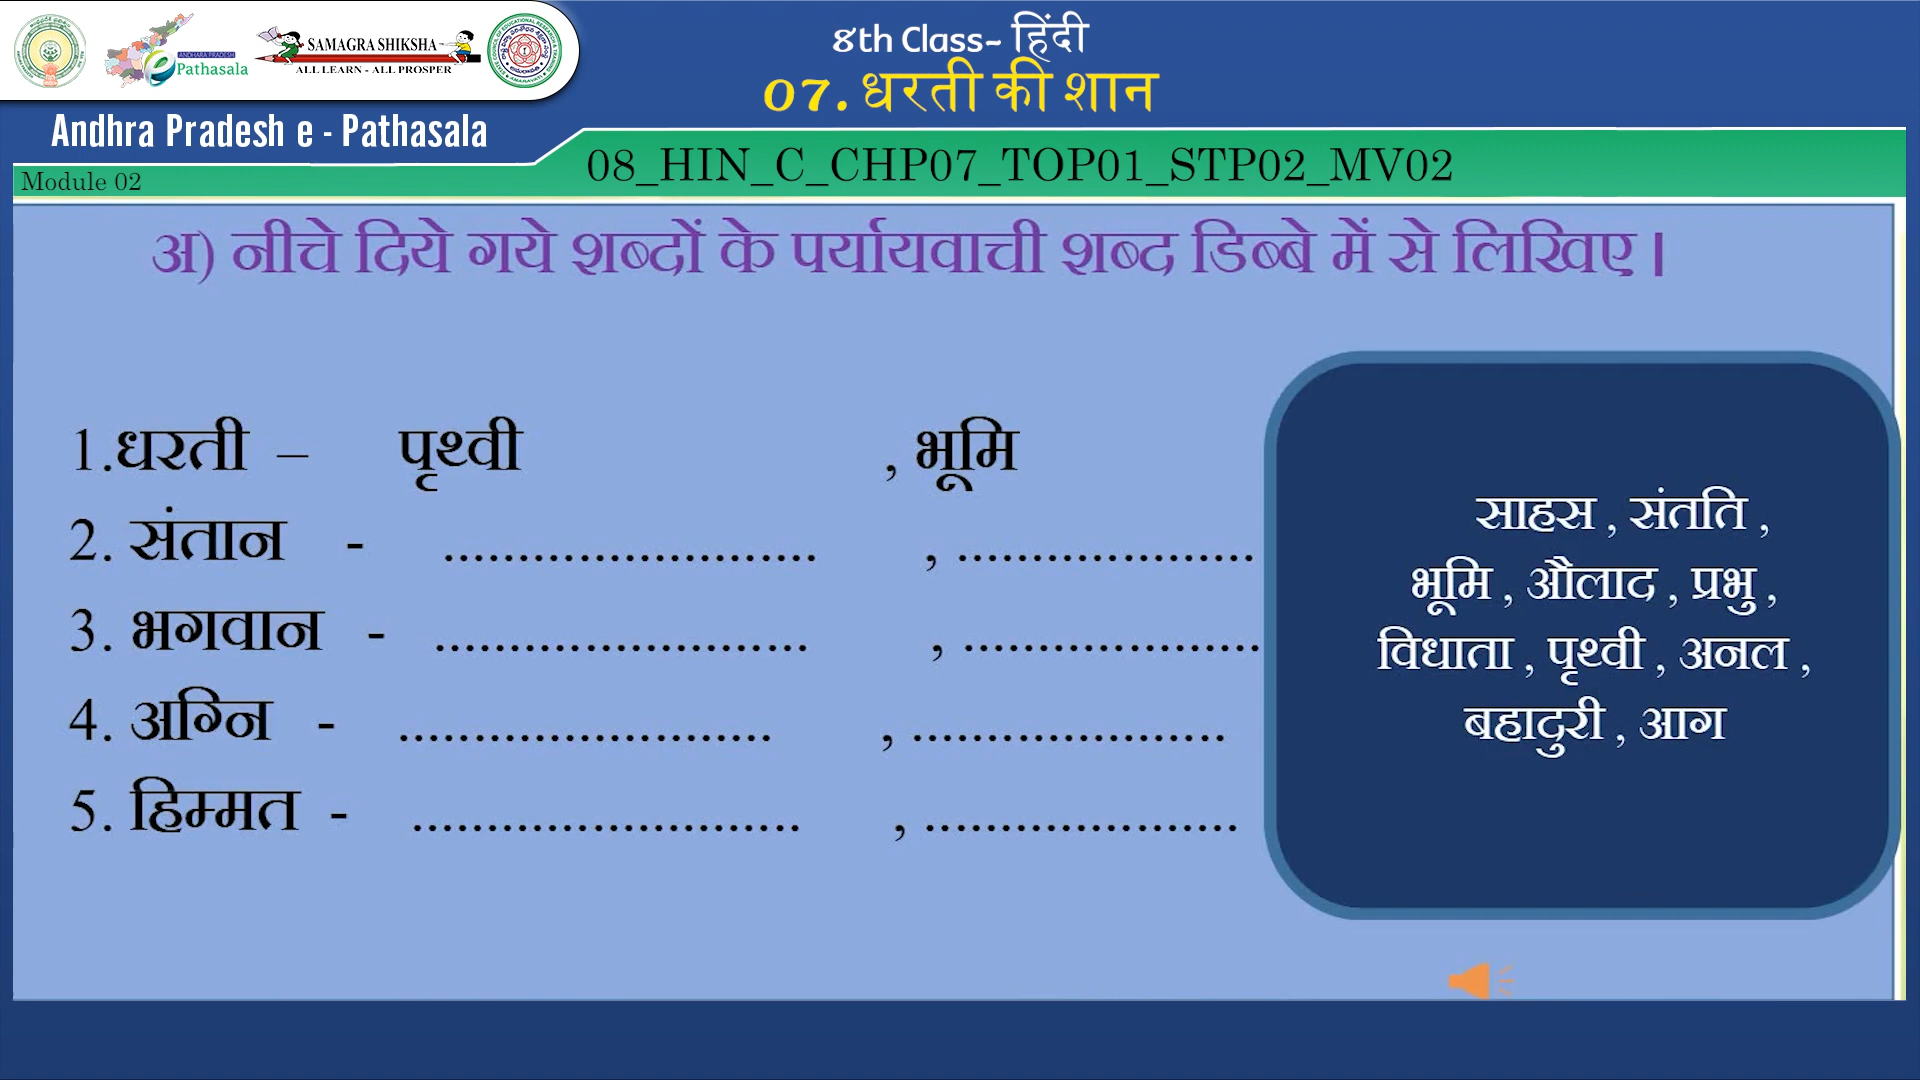 ANDHRA PRADESH
e Pathasala
SAMAGRA SHIKSHA
ALL LEARN - ALL PROSPER
Andhra Pradesh e - Pathasala
8th Class- हिंदी
07. धरती की शान
Module 02
08_HIN_C_CHP07_TOP01_STP02_MV02
अ) नीचे दिये गये शब्दों के पर्यायवाची शब्द डिब्बे में से लिखिए ।
1.धरती – पृथ्वी , भूमि
2. संतान - ......................... , ....................
3. भगवान - ......................... , ....................
4. अग्नि - ......................... , .....................
5. हिम्मत - .......................... , .....................
साहस , संतति ,
भूमि , औलाद , प्रभु ,
विधाता , पृथ्वी , अनल ,
बहादुरी , आग